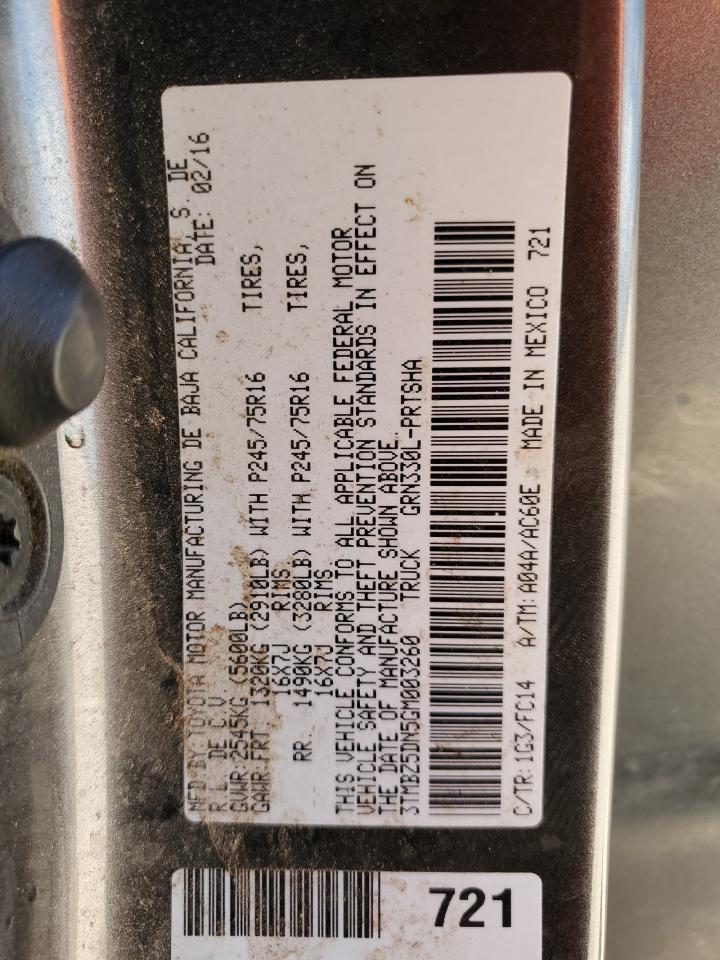 MFD BY:TOYOTA MOTOR MANUFACTURING DE BAJA CALIFORNIA, S. DE
R.L. DE C.V. DATE: 02/16
GVWR:2545KG (5600LB)
GAWR:FRT. 1320KG (2910LB) WITH P245/75R16 TIRES,
16X7J RIMS.
RR. 1490KG (3280LB) WITH P245/75R16 TIRES,
16X7J RIMS.
THIS VEHICLE CONFORMS TO ALL APPLICABLE FEDERAL MOTOR
VEHICLE SAFETY AND THEFT PREVENTION STANDARDS IN EFFECT ON
THE DATE OF MANUFACTURE SHOWN ABOVE.
3TMBZ5DN5GM003260 TRUCK GRN330L-PRTSHA
C/TR:1G3/FC14 A/TM:A04A/AC60E MADE IN MEXICO 721
721